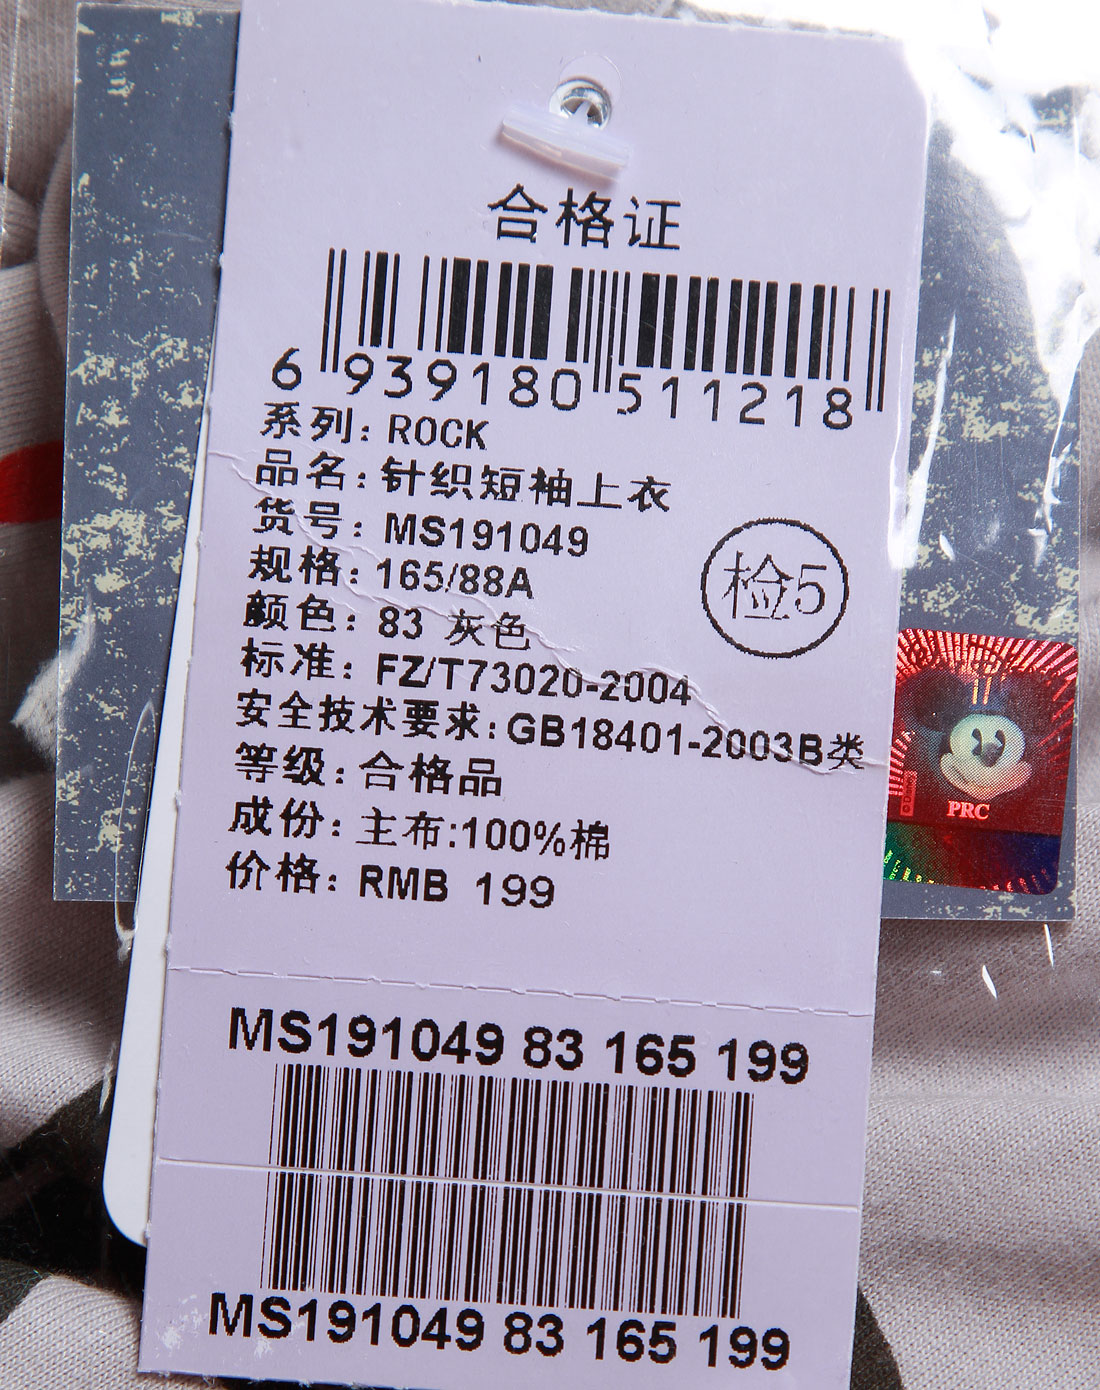 合格证
6 939180 511218
系列: ROCK
品名: 针织短袖上衣
货号: MS191049
规格: 165/88A
检5
颜色: 83 灰色
标准: FZ/T73020-2004
安全技术要求: GB18401-2003B类
等级: 合格品
PRC
成份: 主布:100%棉
价格: RMB 199
MS191049 83 165 199
MS191049 83 165 199